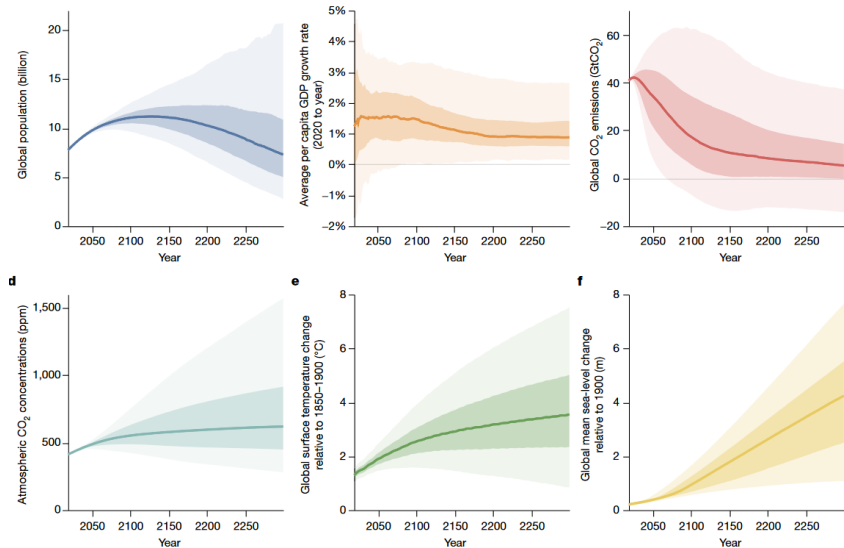 Global population (billion)
20
15
10
5
0
2050 2100 2150 2200 2250
Year
Average per capita GDP growth rate
(2020 to year)
5%
4%
3%
2%
1%
0%
–1%
–2%
2050 2100 2150 2200 2250
Year
Global CO₂ emissions (GtCO₂)
60
40
20
0
–20
2050 2100 2150 2200 2250
Year
d
Atmospheric CO₂ concentrations (ppm)
1,500
1,000
500
0
2050 2100 2150 2200 2250
Year
e
Global surface temperature change
relative to 1850–1900 (°C)
8
6
4
2
0
2050 2100 2150 2200 2250
Year
f
Global mean sea-level change
relative to 1900 (m)
8
6
4
2
0
2050 2100 2150 2200 2250
Year